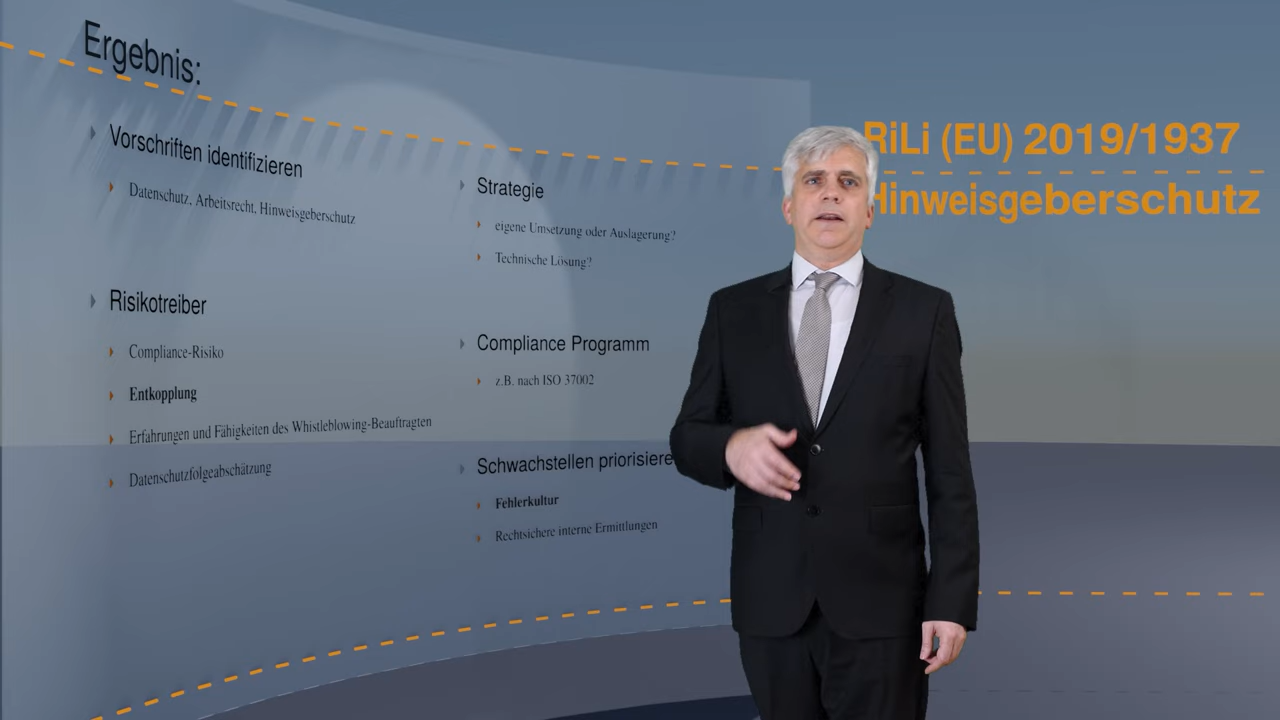 Ergebnis:
Vorschriften identifizieren
Datenschutz, Arbeitsrecht, Hinweisgeberschutz
Risikotreiber
Compliance-Risiko
Entkopplung
Erfahrungen und Fähigkeiten des Whistleblowing-Beauftragten
Datenschutzfolgeabschätzung
Strategie
eigene Umsetzung oder Auslagerung?
Technische Lösung?
Compliance Programm
z.B. nach ISO 37002
Schwachstellen priorisiere
Fehlerkultur
Rechtsichere interne Ermittlungen
RiLi (EU) 2019/1937
Hinweisgeberschutz